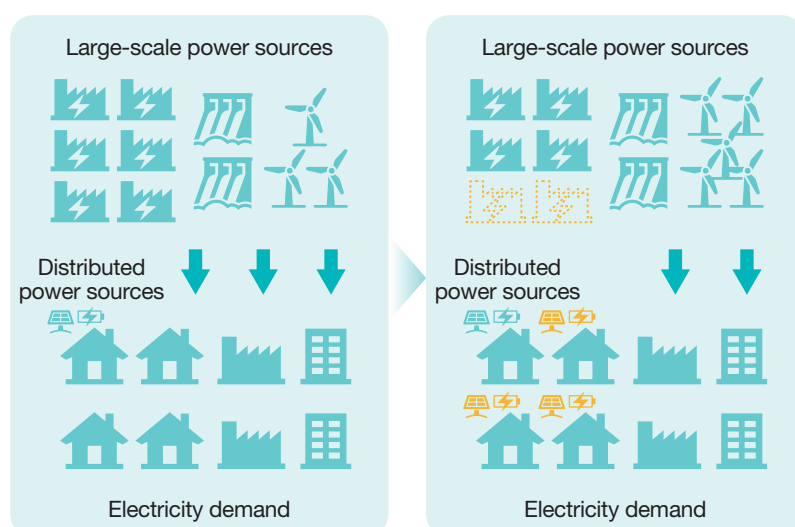 Large-scale power sources
Distributed
power sources
Electricity demand
Large-scale power sources
Distributed
power sources
Electricity demand